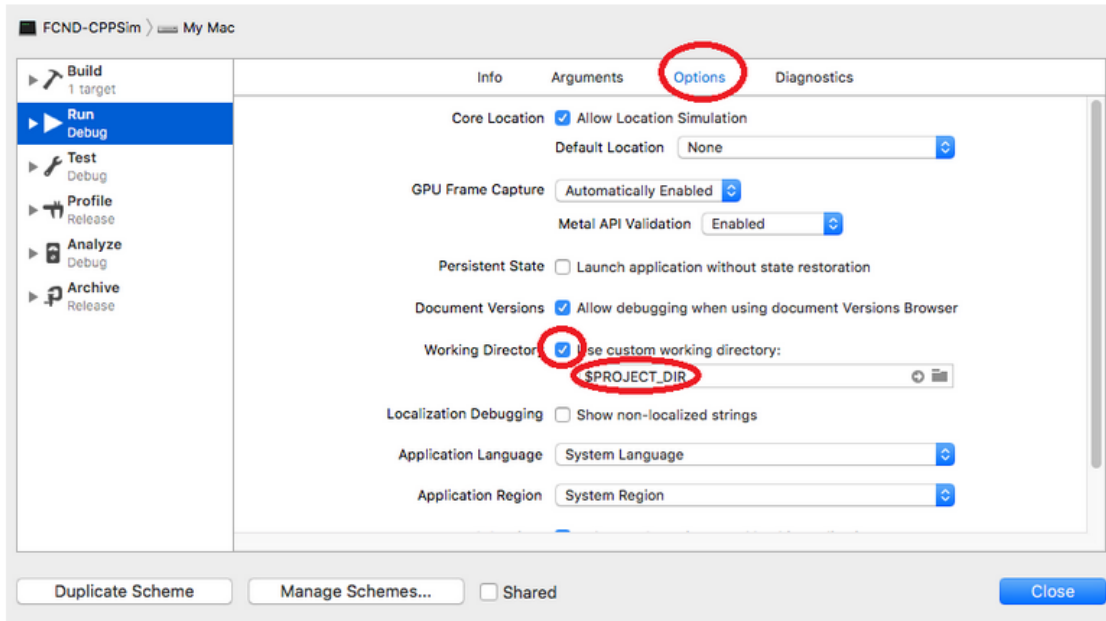 FCND-CPPSim 〉 My Mac
Build
1 target
Run
Debug
Test
Debug
Profile
Release
Analyze
Debug
Archive
Release
Info Arguments Options Diagnostics
Core Location Allow Location Simulation
Default Location None
GPU Frame Capture Automatically Enabled
Metal API Validation Enabled
Persistent State Launch application without state restoration
Document Versions Allow debugging when using document Versions Browser
Working Directory Use custom working directory:
$PROJECT_DIR
Localization Debugging Show non-localized strings
Application Language System Language
Application Region System Region
Duplicate Scheme Manage Schemes... Shared Close